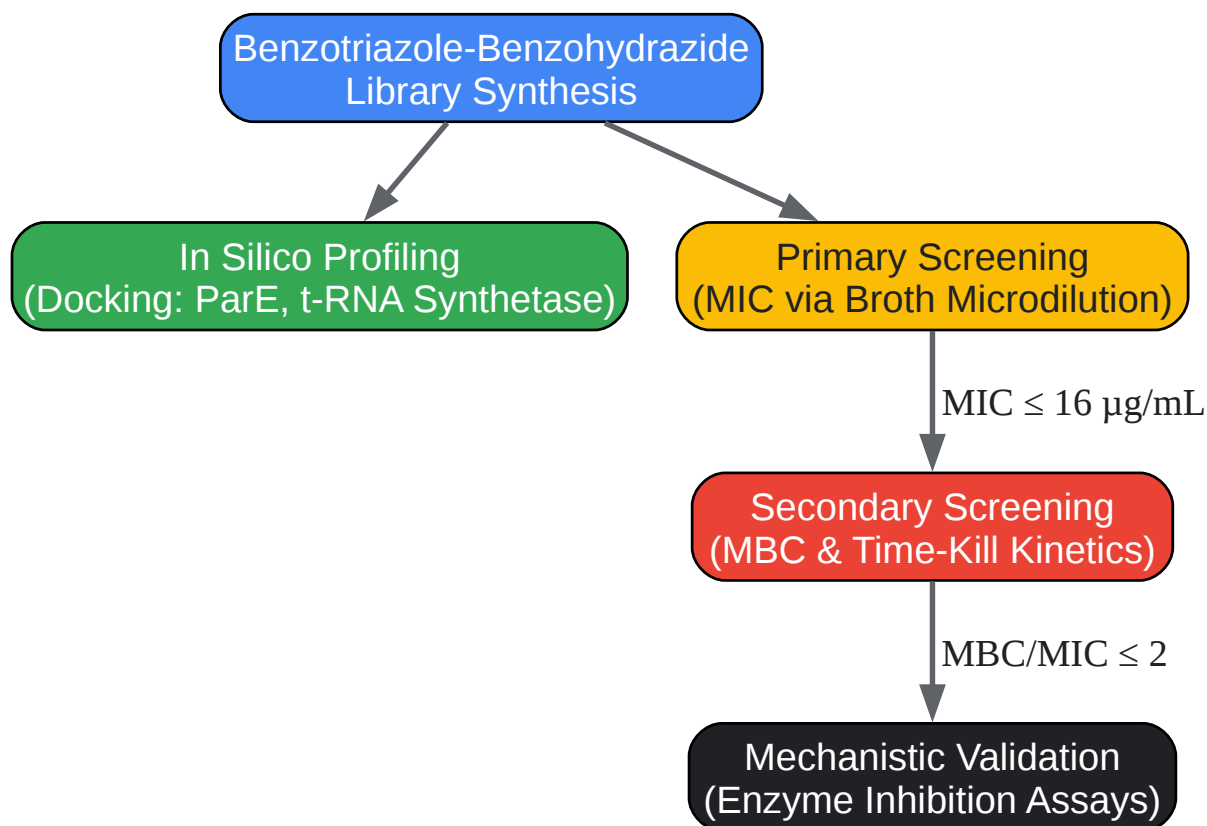 Benzotriazole-Benzohydrazide
Library Synthesis
In Silico Profiling
(Docking: ParE, t-RNA Synthetase)
Primary Screening
(MIC via Broth Microdilution)
MIC ≤ 16 µg/mL
Secondary Screening
(MBC & Time-Kill Kinetics)
MBC/MIC ≤ 2
Mechanistic Validation
(Enzyme Inhibition Assays)